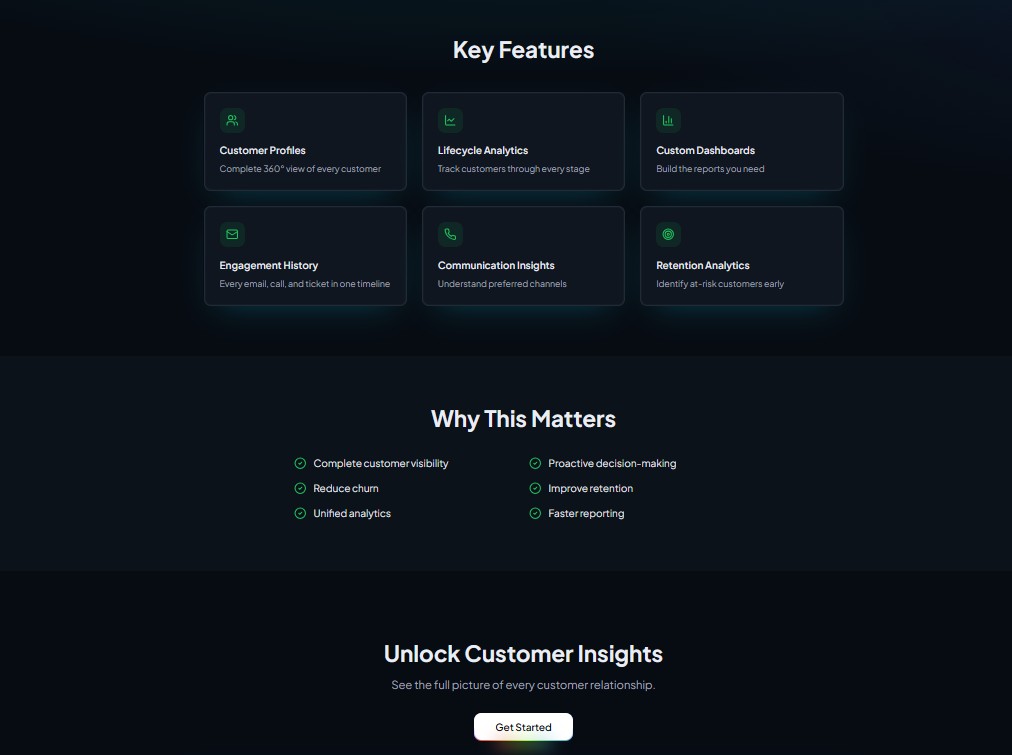 Key Features
Customer Profiles
Complete 360° view of every customer
Lifecycle Analytics
Track customers through every stage
Custom Dashboards
Build the reports you need
Engagement History
Every email, call, and ticket in one timeline
Communication Insights
Understand preferred channels
Retention Analytics
Identify at-risk customers early
Why This Matters
Complete customer visibility
Proactive decision-making
Reduce churn
Improve retention
Unified analytics
Faster reporting
Unlock Customer Insights
See the full picture of every customer relationship.
Get Started